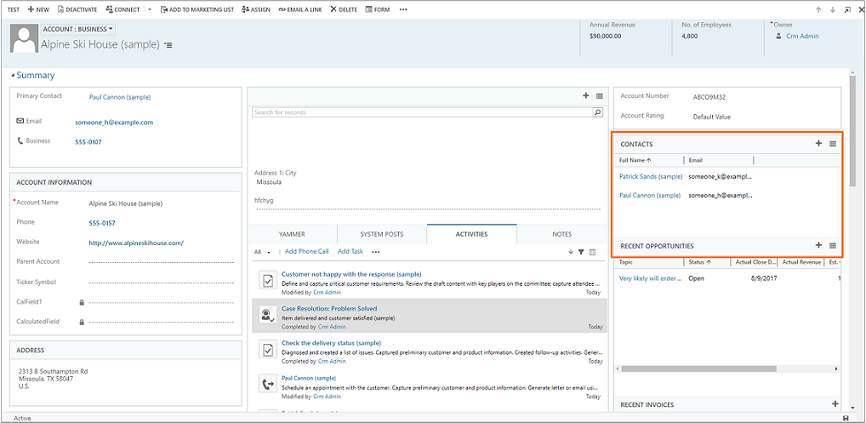 TEST + NEW DEACTIVATE CONNECT ADD TO MARKETING LIST ASSIGN EMAIL A LINK DELETE FORM •••
ACCOUNT : BUSINESS
Alpine Ski House (sample)
Annual Revenue
$90,000.00
No. of Employees
4,800
*Owner
Crm Admin
Summary
Primary Contact Paul Cannon (sample)
Email someone_h@example.com
Business 555-0107
ACCOUNT INFORMATION
*Account Name Alpine Ski House (sample)
Phone 555-0157
Website http://www.alpineskihouse.com/
Parent Account
Ticker Symbol
CalField1
CalculatedField
ADDRESS
2313 B Southampton Rd
Missoula, TX 58047
U.S.
Search for records
Address 1: City
Missoula
hfchyg
YAMMER SYSTEM POSTS ACTIVITIES NOTES
All Add Phone Call Add Task •••
Customer not happy with the response (sample)
Define and capture critical customer requirements. Review the draft content with key players on the committee; capture attendee ...
Modified by Crm Admin Today
Case Resolution: Problem Solved
Item delivered and customer satisfied (sample)
Completed by Crm Admin Today
Check the delivery status (sample)
Diagnosed and created a list of issues. Captured preliminary customer and product information. Created follow-up activities. Gener...
Completed by Crm Admin Today
Paul Cannon (sample)
Schedule an appointment with the customer. Capture preliminary customer and product information. Generate letter or email usi...
Modified by Crm Admin Today
Account Number ABCO9M32
Account Rating Default Value
CONTACTS
Full Name Email
Patrick Sands (sample) someone_k@exampl...
Paul Cannon (sample) someone_h@exampl...
RECENT OPPORTUNITIES
Topic Status Actual Close D... Actual Revenue Est.
Very likely will order ... Open 8/9/2017 1
RECENT INVOICES
Active